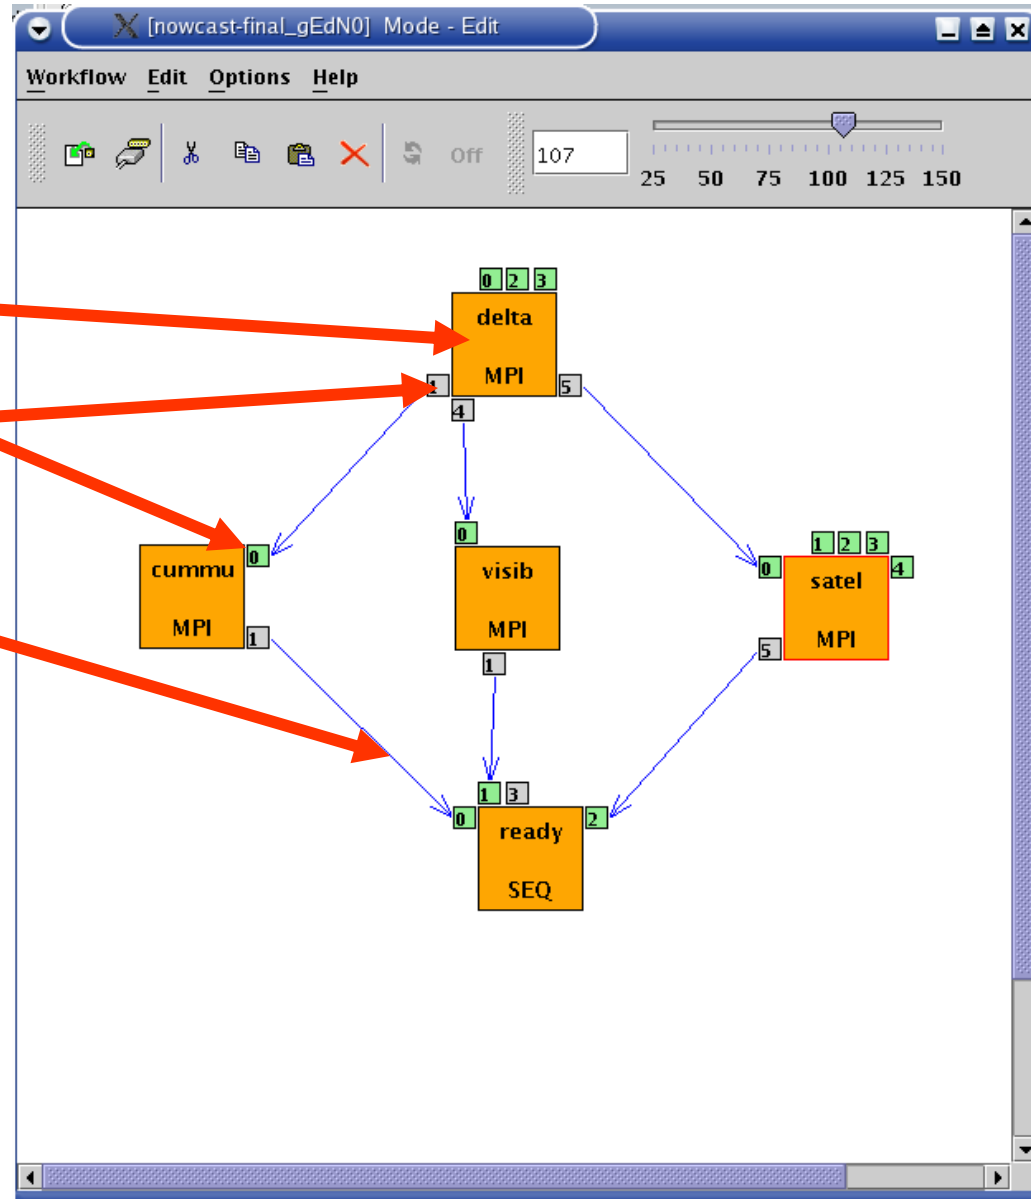 [nowcast-final_gEdN0] Mode - Edit
Workflow Edit Options Help
Off 107
25 50 75 100 125 150
0 2 3
delta
MPI
1 5
4
0
1 2 3
0 0 4
cummu visib satel
MPI MPI MPI
1 5
1
1 3
0 2
ready
SEQ